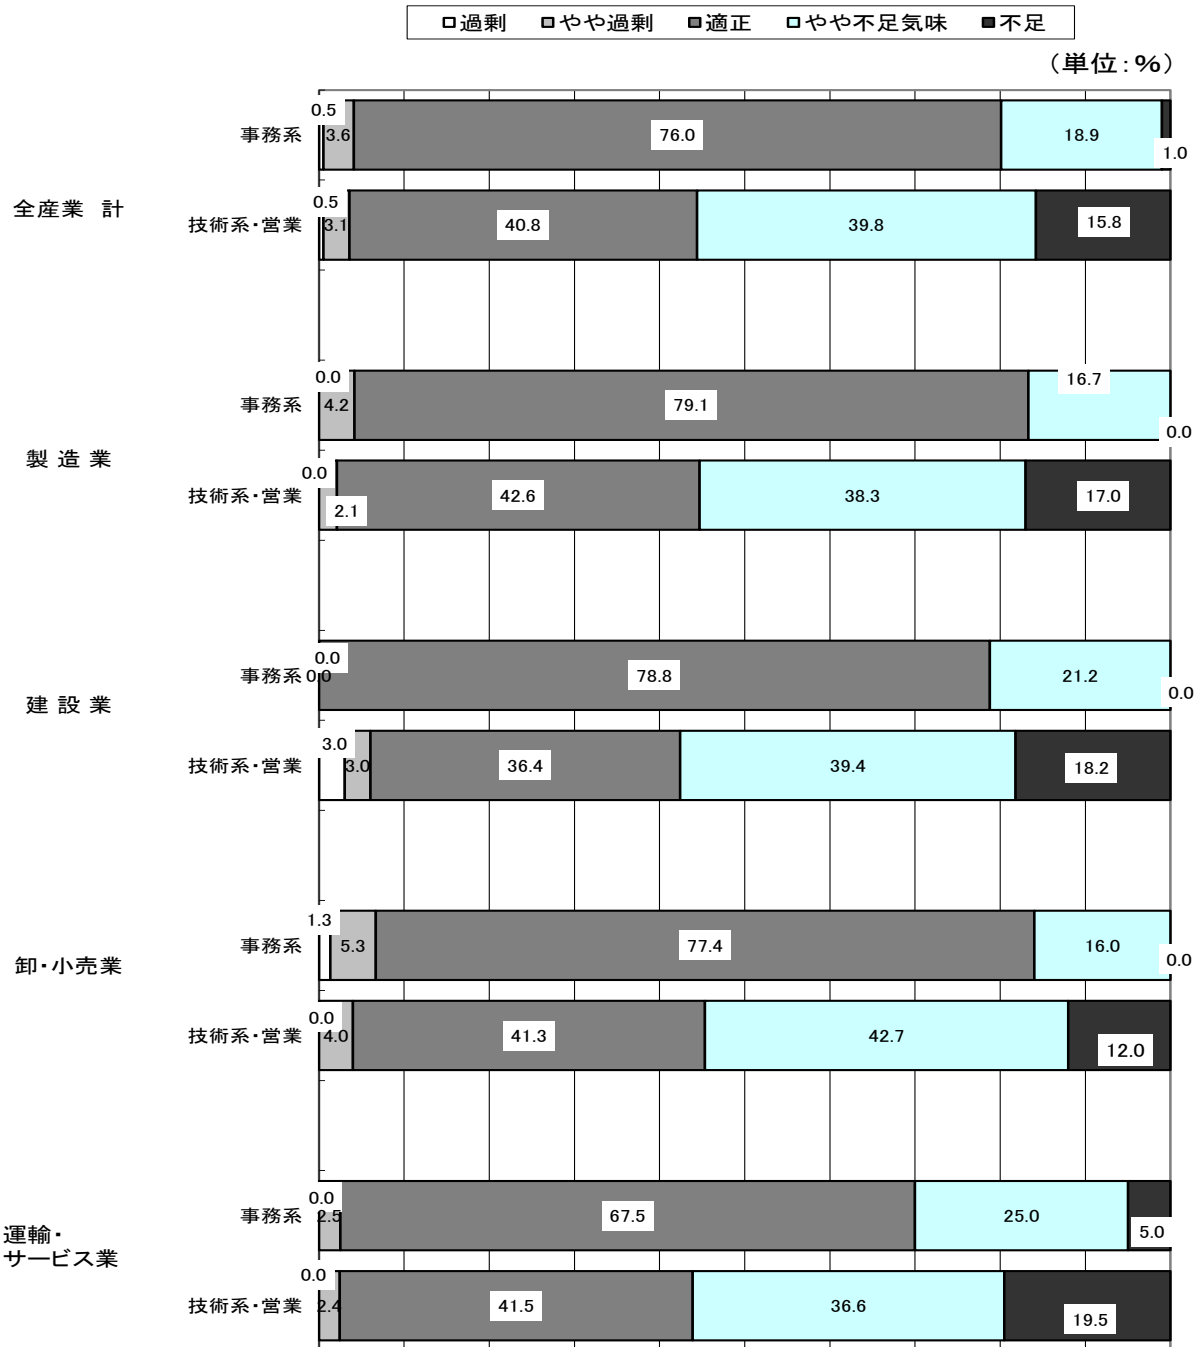 過剰 やや過剰 適正 やや不足気味 不足
（単位：％）
全産業 計
事務系 0.5 3.6 76.0 18.9 1.0
技術系・営業 0.5 3.1 40.8 39.8 15.8
製造業
事務系 0.0 4.2 79.1 16.7 0.0
技術系・営業 0.0 2.1 42.6 38.3 17.0
建設業
事務系 0.0 0.0 78.8 21.2 0.0
技術系・営業 3.0 3.0 36.4 39.4 18.2
卸・小売業
事務系 1.3 5.3 77.4 16.0 0.0
技術系・営業 0.0 4.0 41.3 42.7 12.0
運輸・
サービス業
事務系 0.0 2.5 67.5 25.0 5.0
技術系・営業 0.0 2.4 41.5 36.6 19.5